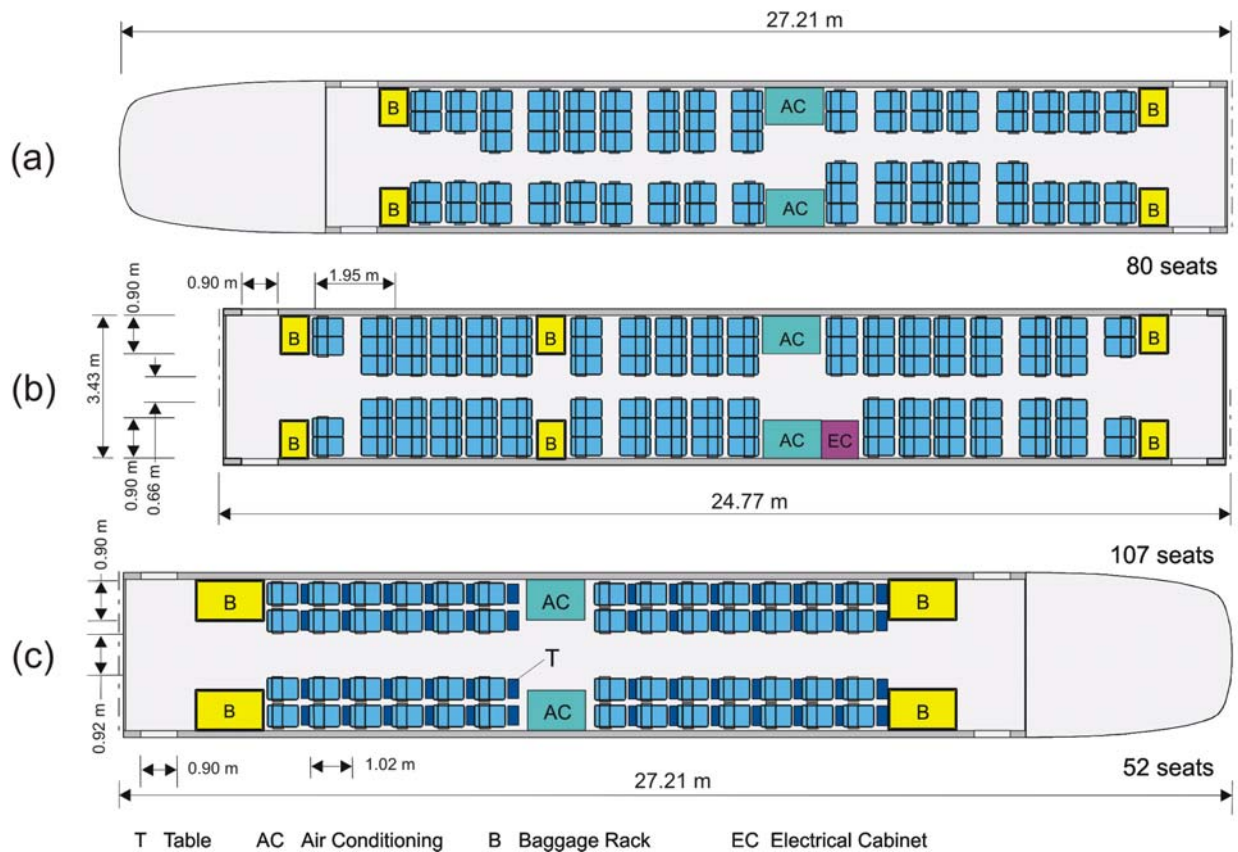 27.21 m
(a)
B
AC
B
B
AC
B
80 seats
0.90 m
0.90 m
1.95 m
(b)
3.43 m
B
B
AC
B
B
B
AC
EC
B
0.90 m
0.66 m
24.77 m
107 seats
0.90 m
(c)
B
AC
B
T
B
AC
B
0.92 m
0.90 m
1.02 m
27.21 m
52 seats
T Table AC Air Conditioning B Baggage Rack EC Electrical Cabinet